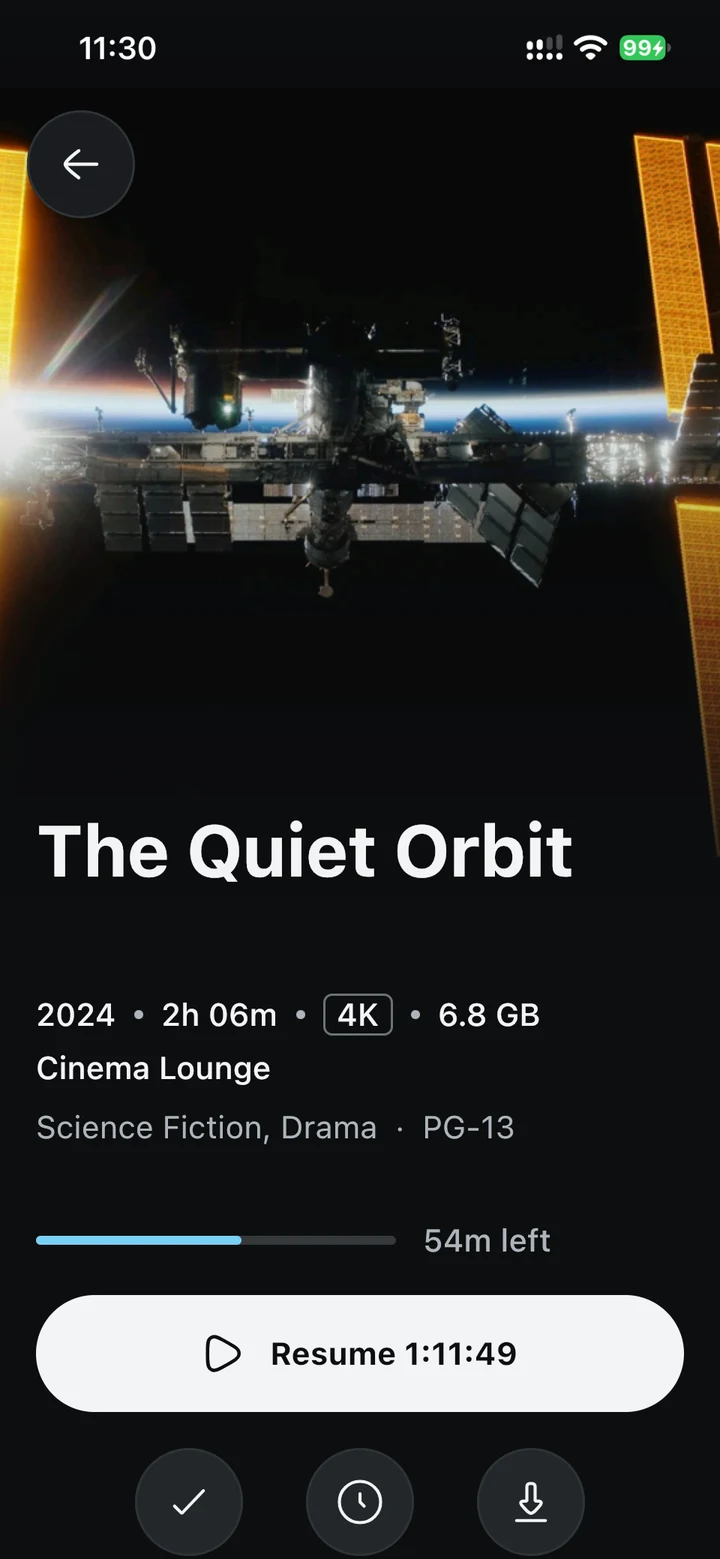 11:30
99
The Quiet Orbit
2024 • 2h 06m • 4K • 6.8 GB
Cinema Lounge
Science Fiction, Drama · PG-13
54m left
Resume 1:11:49